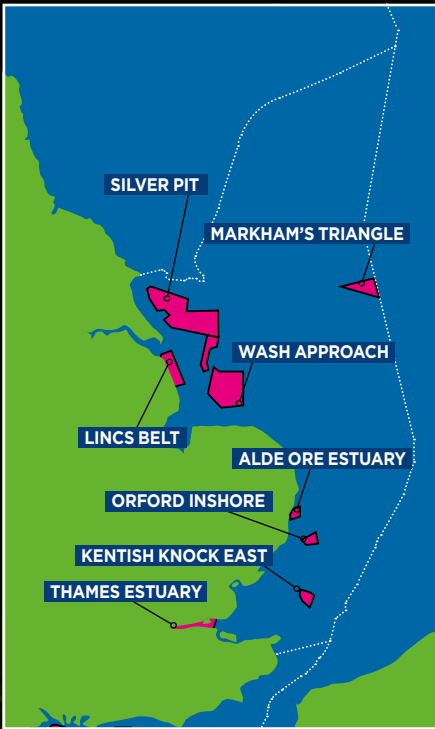 SILVER PIT
MARKHAM'S TRIANGLE
WASH APPROACH
LINCS BELT
ALDE ORE ESTUARY
ORFORD INSHORE
KENTISH KNOCK EAST
THAMES ESTUARY